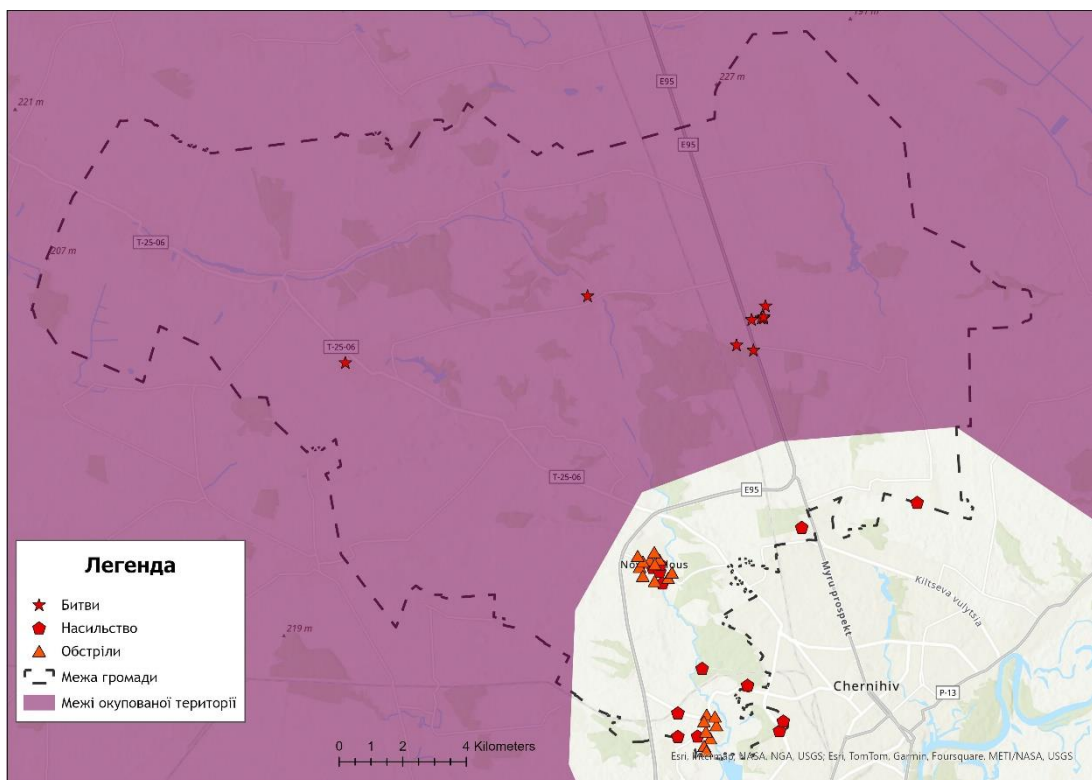 197 m
221 m
227 m
E95
E95
T-25-06
207 m
T-25-06
T-25-06
E95
Myru prospekt
Kiltseva vulytsia
219 m
Chernihiv
P-13
Легенда
Битви
Насильство
Обстріли
Межа громади
Межі окупованої території
0 1 2 4 Kilometers
Esri, Intermap, NASA, NGA, USGS; Esri, TomTom, Garmin, Foursquare, METI/NASA, USGS